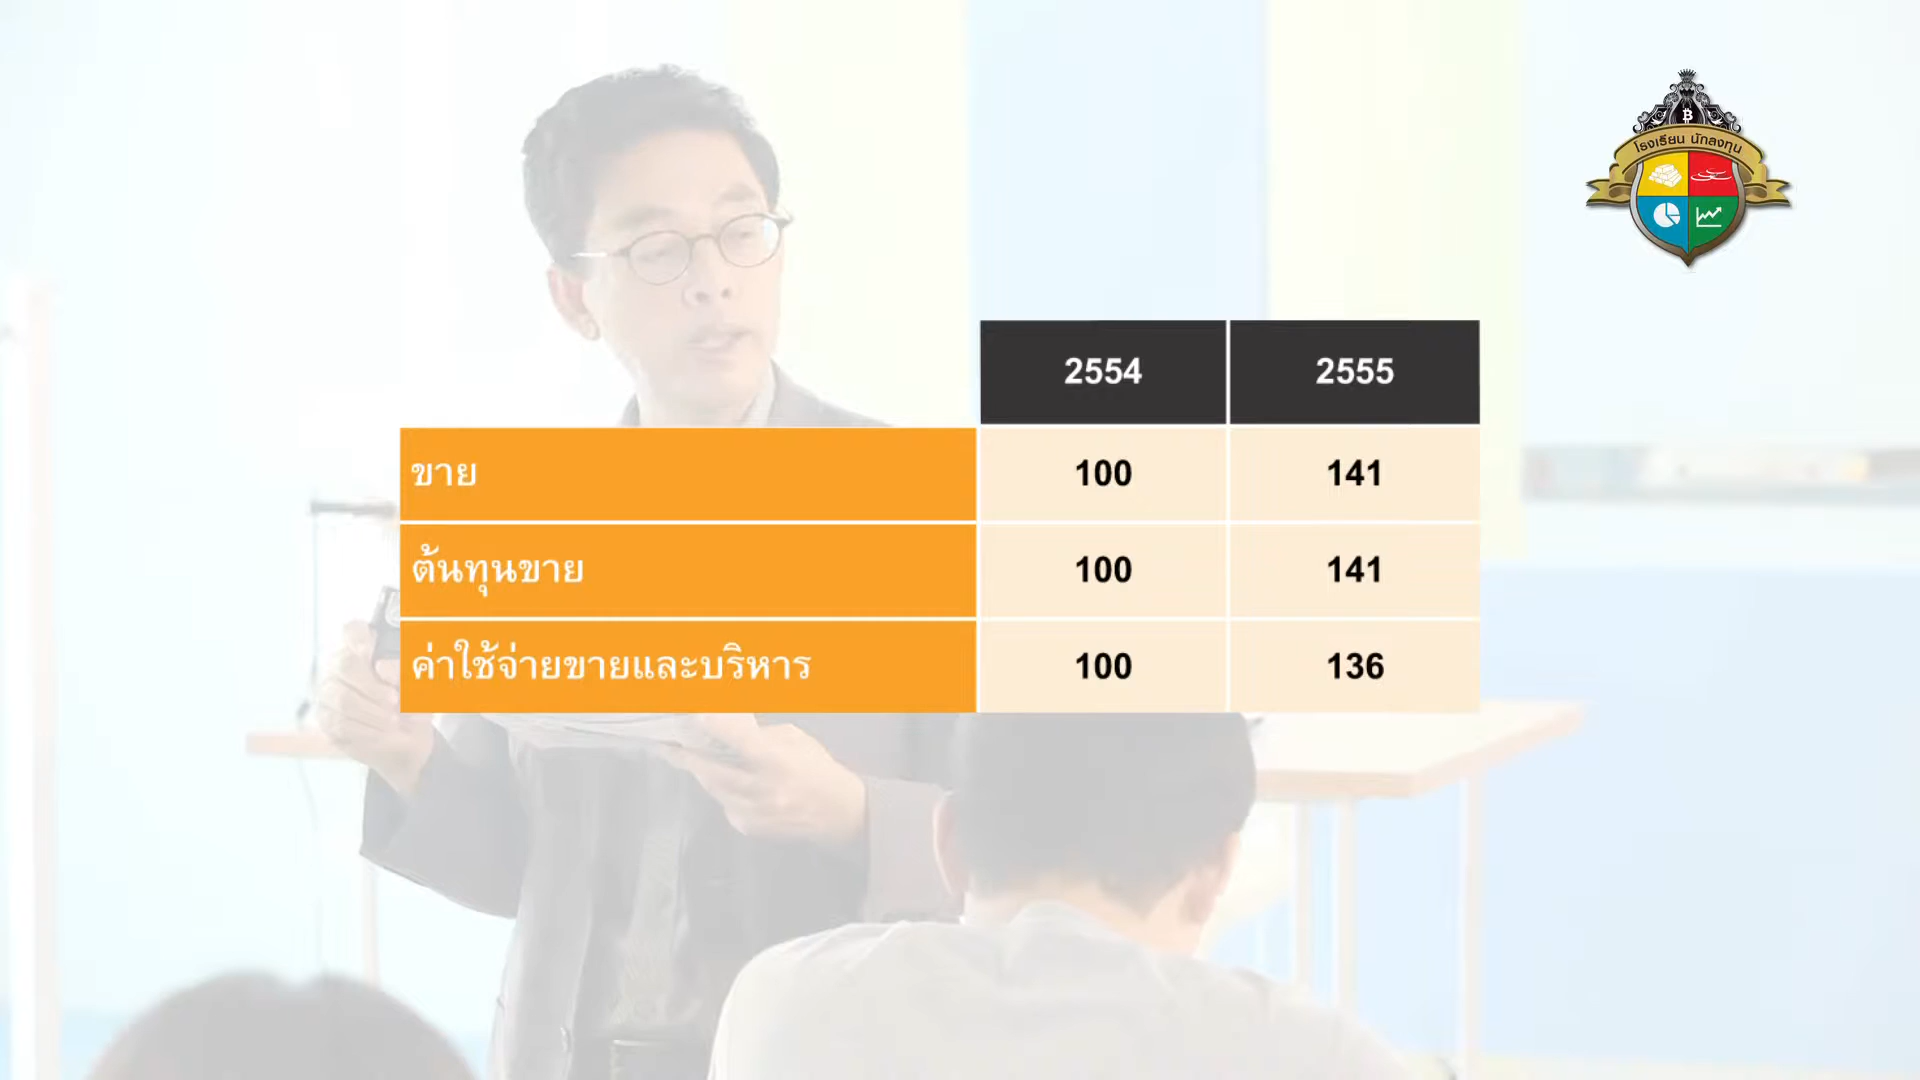 โรงเรียน นักลงทุน
2554 2555
ขาย 100 141
ต้นทุนขาย 100 141
ค่าใช้จ่ายขายและบริหาร 100 136